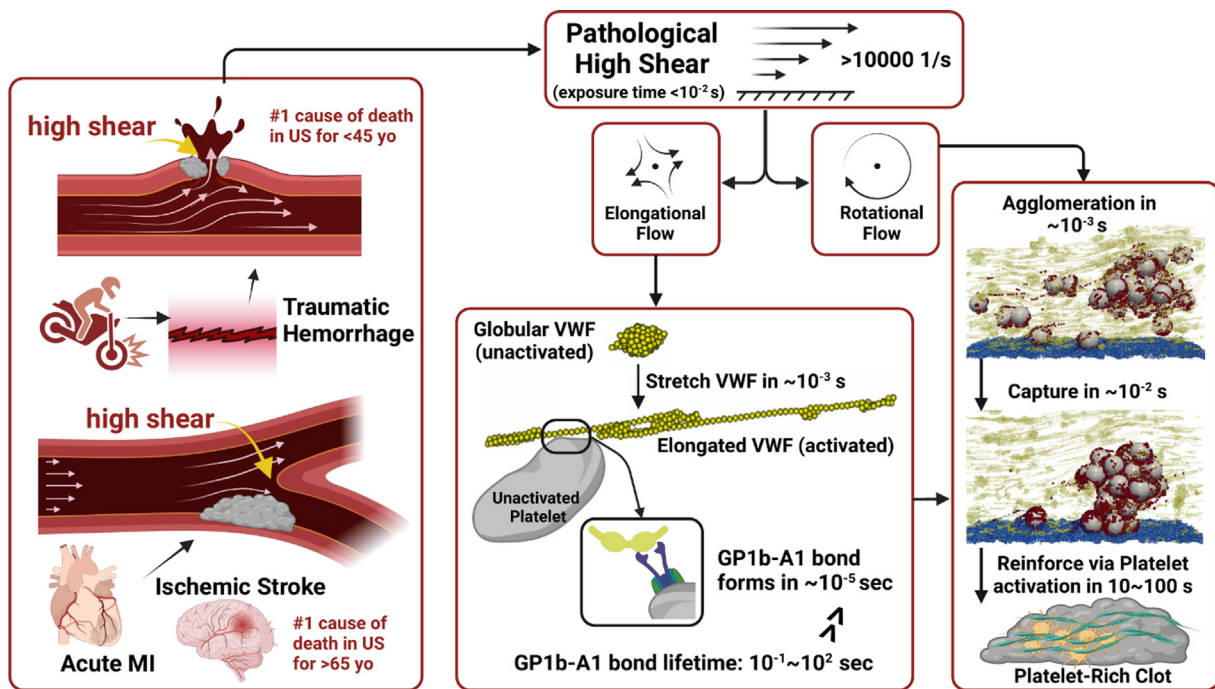 Pathological
High Shear
(exposure time <10⁻² s)
>10000 1/s
high shear
#1 cause of death
in US for <45 yo
Traumatic
Hemorrhage
high shear
Ischemic Stroke
Acute MI
#1 cause of
death in US
for >65 yo
Elongational
Flow
Rotational
Flow
Globular VWF
(unactivated)
Stretch VWF in ~10⁻³ s
Elongated VWF (activated)
Unactivated
Platelet
GP1b-A1 bond
forms in ~10⁻⁵ sec
<<
GP1b-A1 bond lifetime: 10⁻¹~10² sec
Agglomeration in
~10⁻³ s
Capture in ~10⁻² s
Reinforce via Platelet
activation in 10~100 s
Platelet-Rich Clot